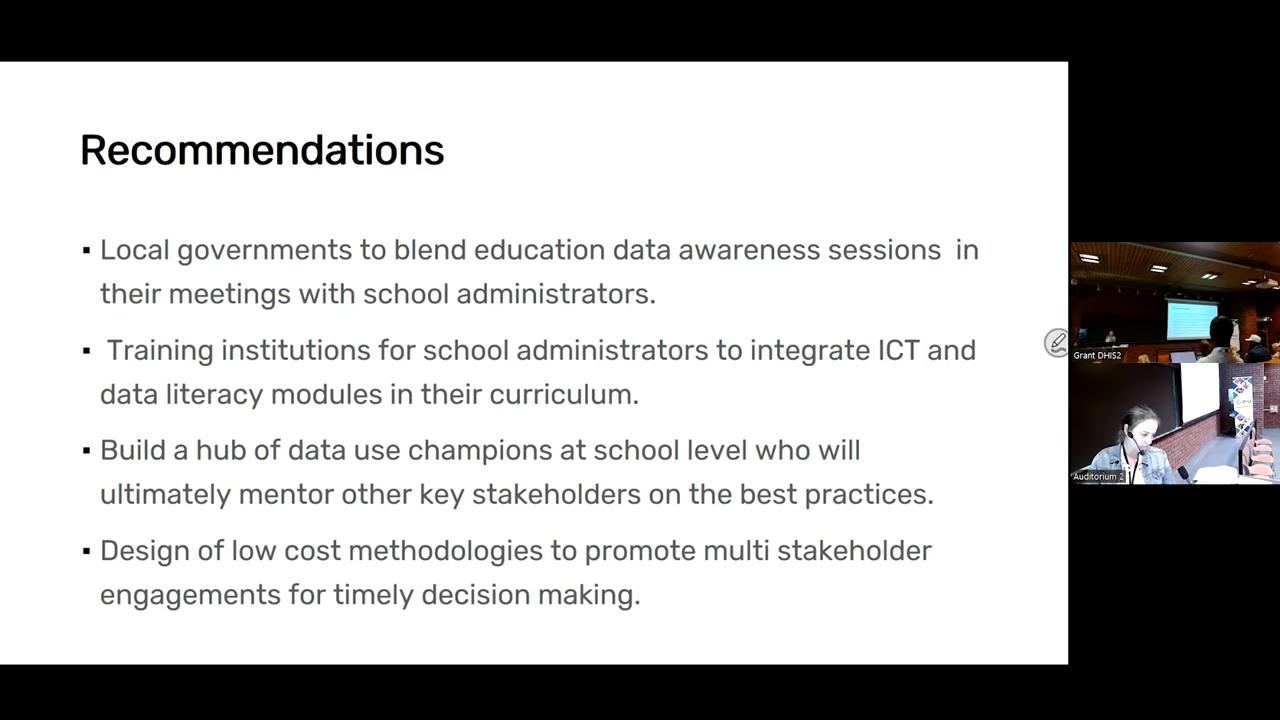 Recommendations
▪ Local governments to blend education data awareness sessions in
their meetings with school administrators.
▪ Training institutions for school administrators to integrate ICT and
data literacy modules in their curriculum.
▪ Build a hub of data use champions at school level who will
ultimately mentor other key stakeholders on the best practices.
▪ Design of low cost methodologies to promote multi stakeholder
engagements for timely decision making.
Grant DHIS2
Auditorium 2